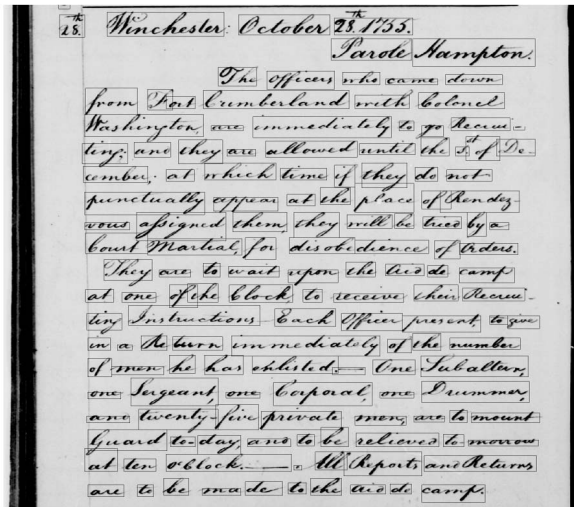 28. Winchester: October 28.th 1755.
Parole Hampton.
The Officers who came down
from Fort Cumberland with Colonel
Washington, are immediately to go Recrui-
ting; and they are allowed until the 1.st of De-
cember; at which time if they do not
punctually appear at the place of Rendez-
vous assigned them, they will be tried by a
Court Martial, for disobedience of Orders.
They are to wait upon the aid de camp
at one of the Clock, to receive their Recrui-
ting Instructions. Each Officer present, to give
in a Return immediately of the number
of men he has enlisted. — One Subaltern,
one Sergeant, one Corporal, one Drummer,
and twenty-five private men, are to mount
Guard to-day, and to be relieved to morrow
at ten o'Clock. — . All Reports and Returns
are to be made to the aid de camp.